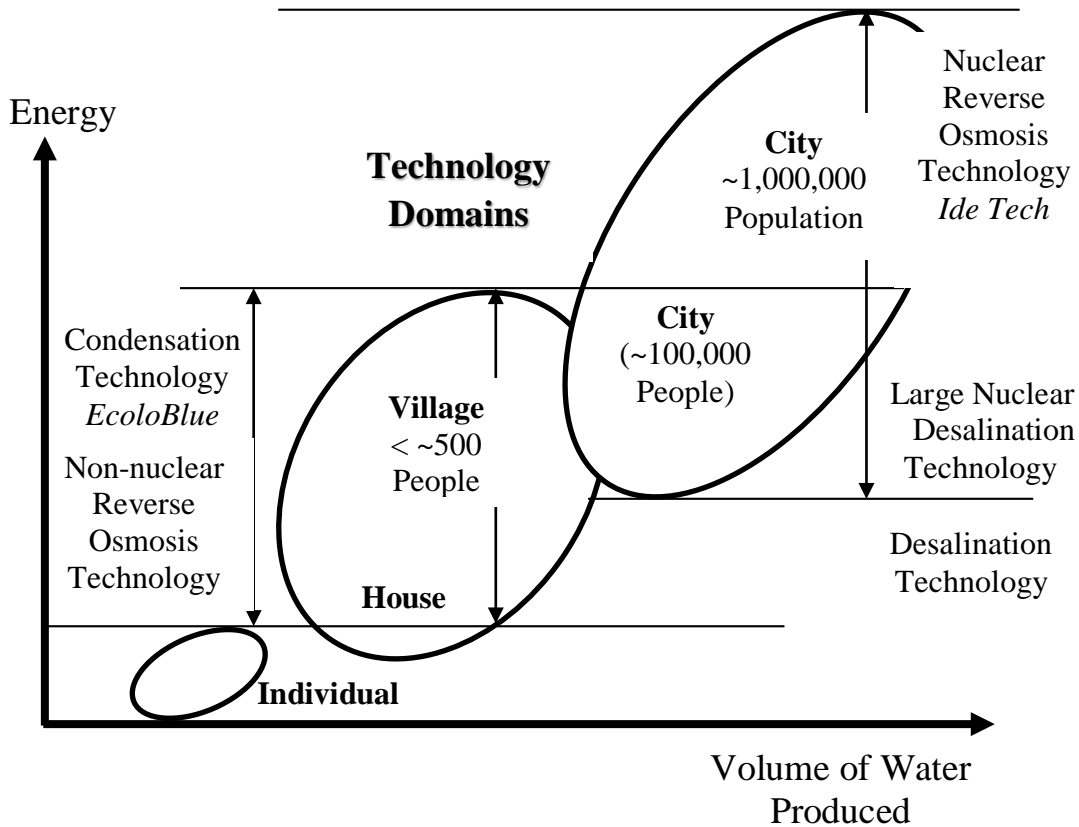 Energy
Technology
Domains
City
~1,000,000
Population
Nuclear
Reverse
Osmosis
Technology
Ide Tech
Condensation
Technology
EcoloBlue
Non-nuclear
Reverse
Osmosis
Technology
Village
< ~500
People
City
(~100,000
People)
Large Nuclear
Desalination
Technology
Desalination
Technology
House
Individual
Volume of Water
Produced